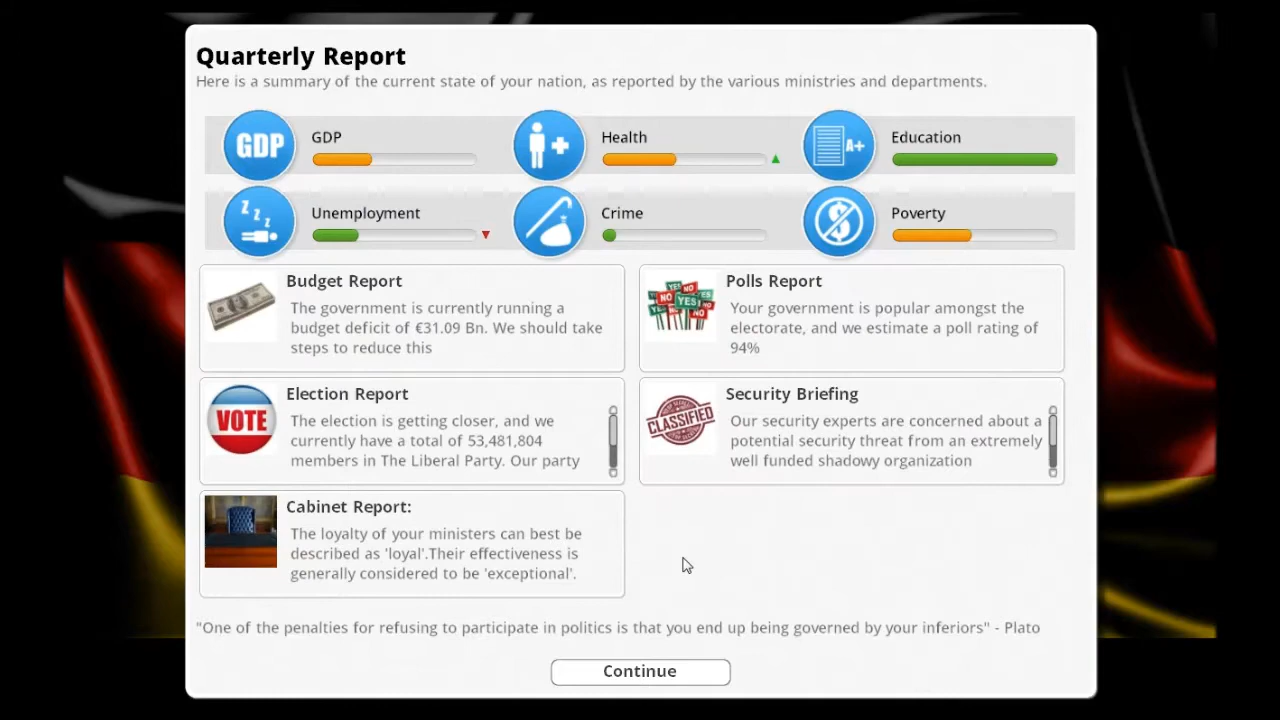 Quarterly Report
Here is a summary of the current state of your nation, as reported by the various ministries and departments.
GDP
GDP
Health
A+
Education
Z
Z
Z
Unemployment
Crime
$
Poverty
Budget Report
The government is currently running a
budget deficit of €31.09 Bn. We should take
steps to reduce this
YES
NO
NO
YES
NO
NO
Polls Report
Your government is popular amongst the
electorate, and we estimate a poll rating of
94%
VOTE
Election Report
The election is getting closer, and we
currently have a total of 53,481,804
members in The Liberal Party. Our party
CLASSIFIED
Security Briefing
Our security experts are concerned about a
potential security threat from an extremely
well funded shadowy organization
Cabinet Report:
The loyalty of your ministers can best be
described as 'loyal'.Their effectiveness is
generally considered to be 'exceptional'.
"One of the penalties for refusing to participate in politics is that you end up being governed by your inferiors" - Plato
Continue